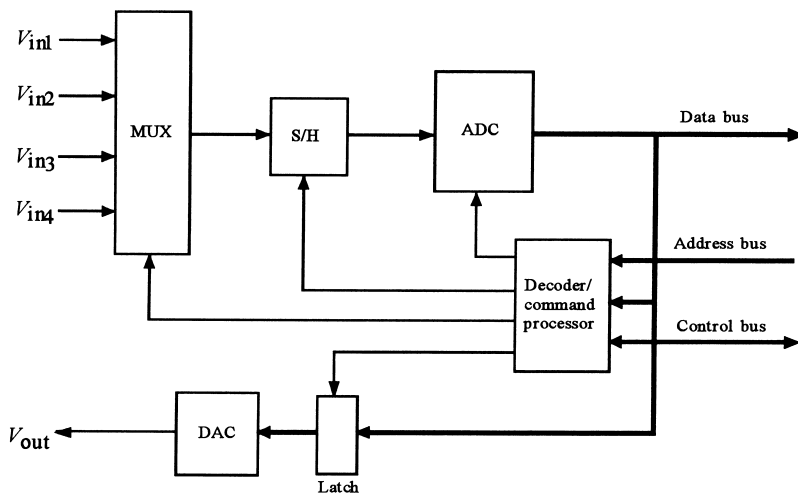 Vin1
Vin2
Vin3
Vin4
MUX
S/H
ADC
Data bus
Address bus
Decoder/
command
processor
Control bus
Vout
DAC
Latch